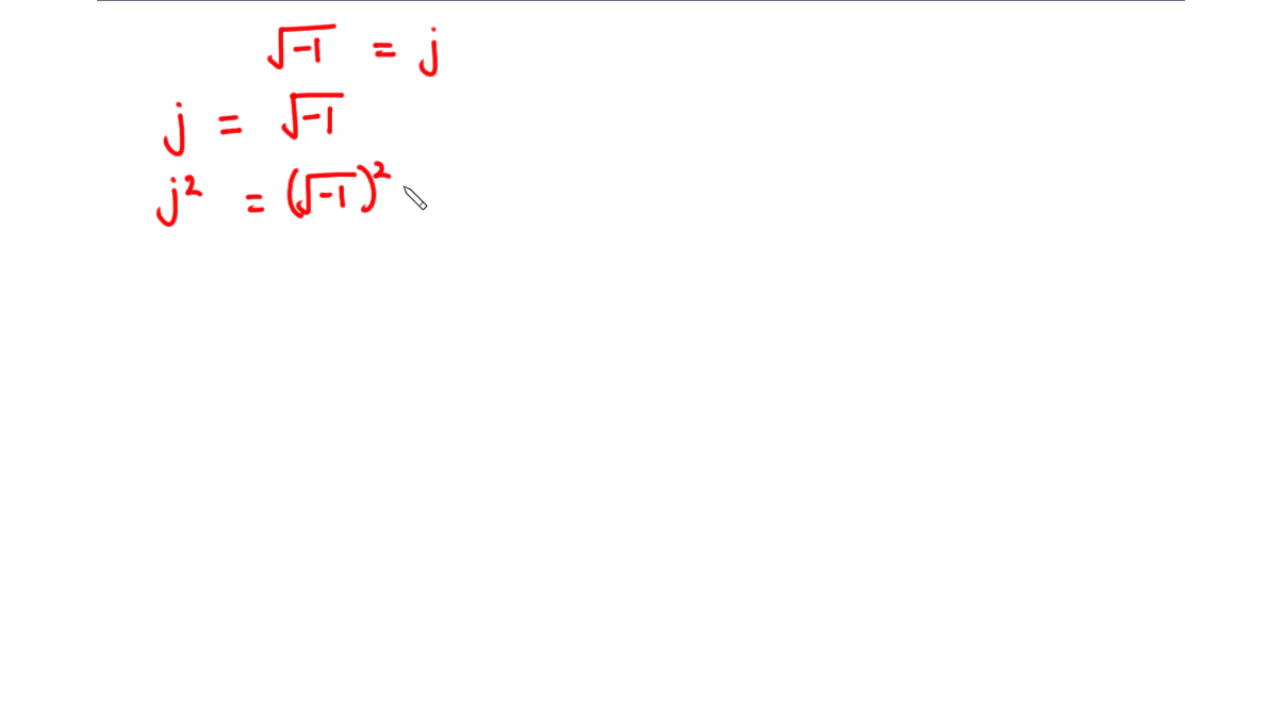 √-1 = j
j = √-1
j² = (√-1)²